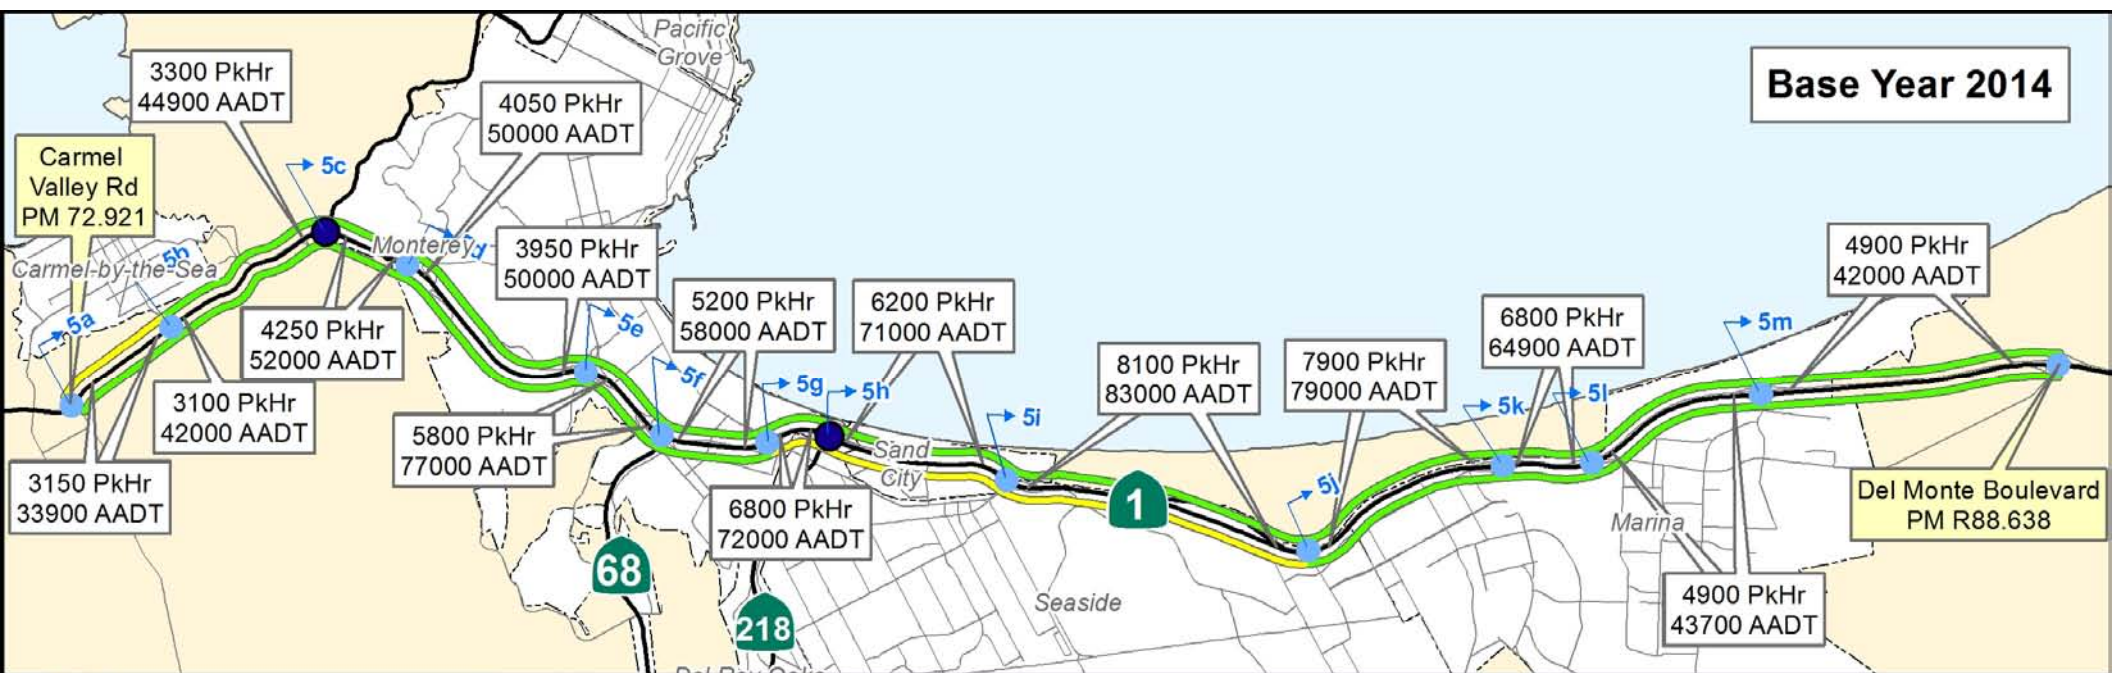 Pacific
Grove
Base Year 2014
3300 PkHr
44900 AADT
4050 PkHr
50000 AADT
Carmel
Valley Rd
PM 72.921
5c
Monterey
5d
5b
Carmel-by-the-Sea
3950 PkHr
50000 AADT
4900 PkHr
42000 AADT
5a
4250 PkHr
52000 AADT
5e
5200 PkHr
58000 AADT
6200 PkHr
71000 AADT
6800 PkHr
64900 AADT
5m
3100 PkHr
42000 AADT
5f
5g
5h
8100 PkHr
83000 AADT
7900 PkHr
79000 AADT
5i
5k
5l
5800 PkHr
77000 AADT
Sand
City
3150 PkHr
33900 AADT
6800 PkHr
72000 AADT
1
5j
Marina
Del Monte Boulevard
PM R88.638
68
218
Seaside
4900 PkHr
43700 AADT